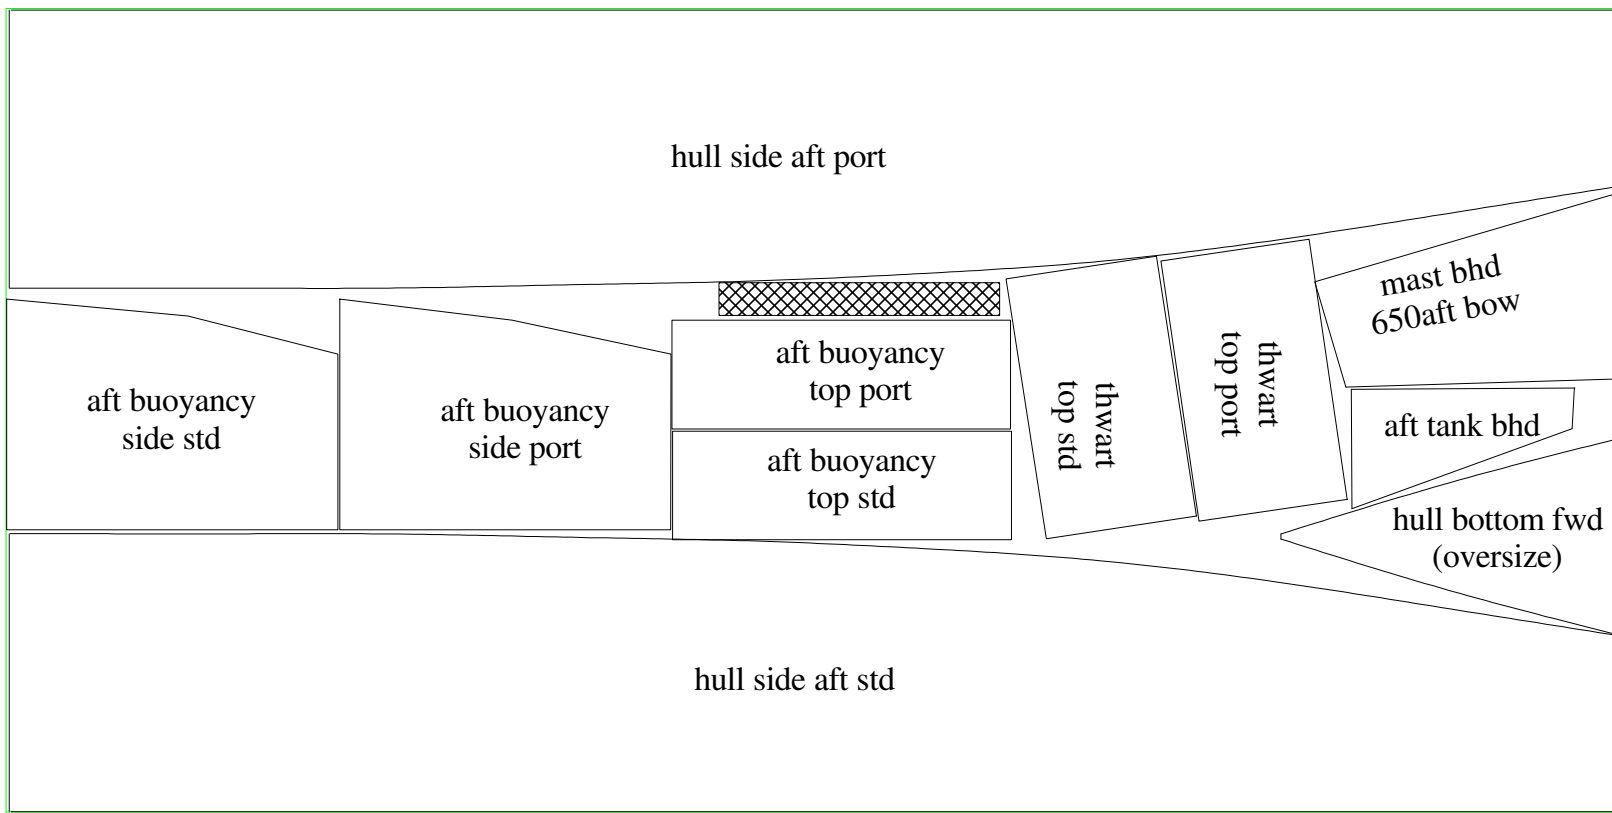 hull side aft port
mast bhd
650aft bow
thwart
top port
aft buoyancy
top port
thwart
top std
aft buoyancy
side std
aft buoyancy
side port
aft tank bhd
aft buoyancy
top std
hull bottom fwd
(oversize)
hull side aft std